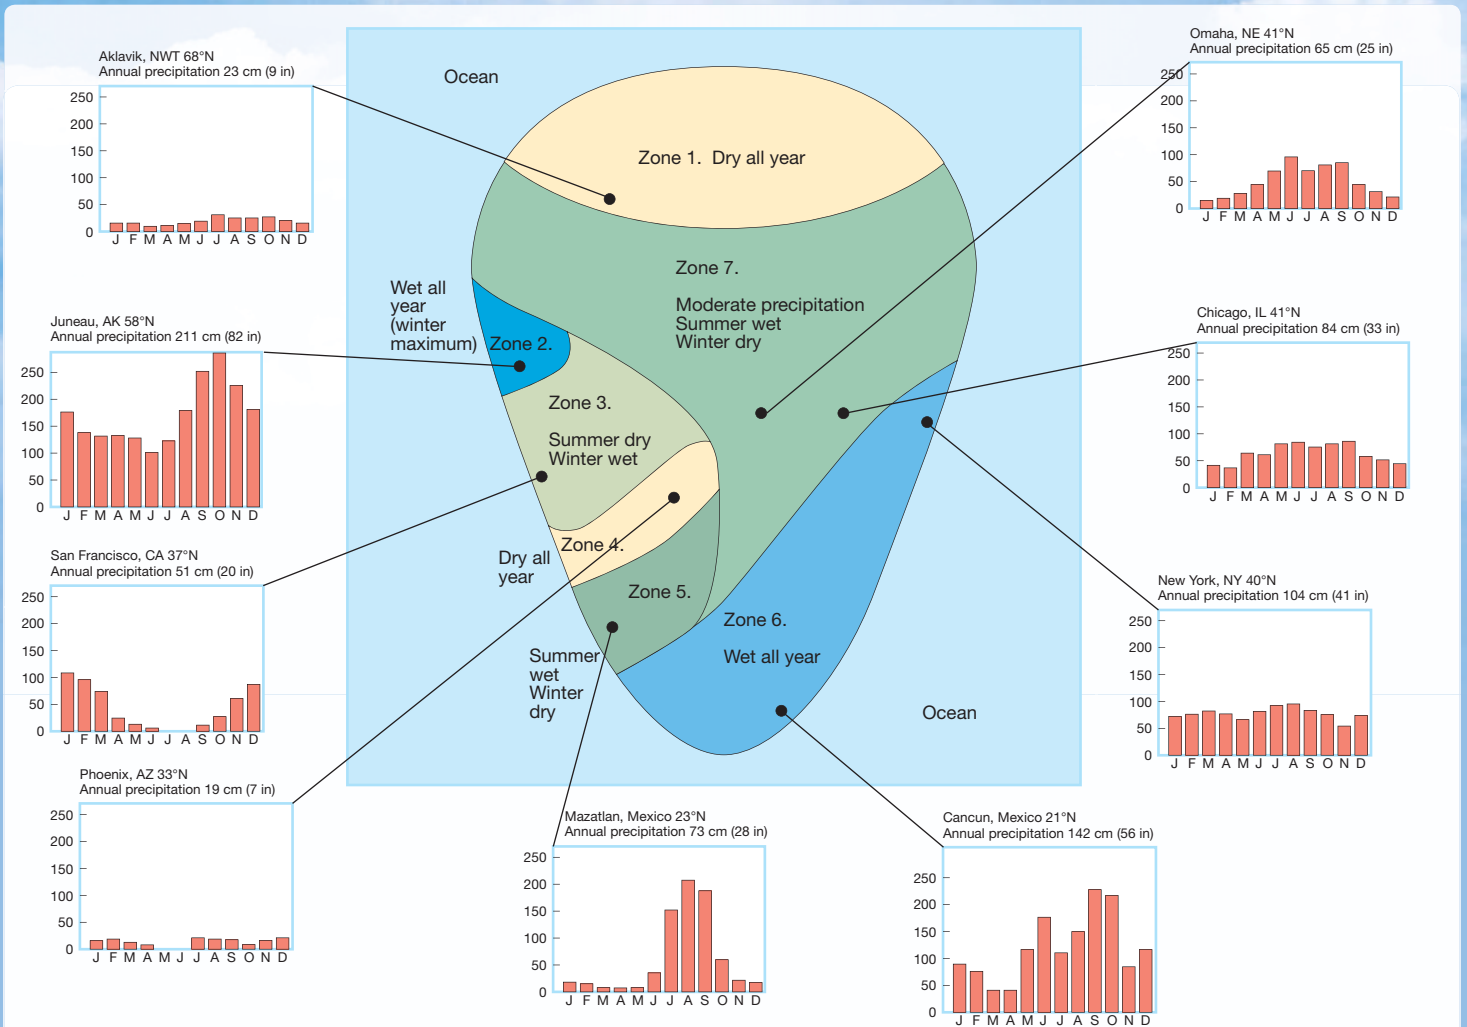 Aklavik, NWT 68°N
Annual precipitation 23 cm (9 in)
250
200
150
100
50
0
J F M A M J J A S O N D
Juneau, AK 58°N
Annual precipitation 211 cm (82 in)
250
200
150
100
50
0
J F M A M J J A S O N D
San Francisco, CA 37°N
Annual precipitation 51 cm (20 in)
250
200
150
100
50
0
J F M A M J J A S O N D
Phoenix, AZ 33°N
Annual precipitation 19 cm (7 in)
250
200
150
100
50
0
J F M A M J J A S O N D
Ocean
Zone 1. Dry all year
Zone 7.
Moderate precipitation
Summer wet
Winter dry
Wet all
year
(winter
maximum)
Zone 2.
Zone 3.
Summer dry
Winter wet
Zone 4.
Dry all
year
Zone 5.
Summer
wet
Winter
dry
Zone 6.
Wet all year
Ocean
Mazatlan, Mexico 23°N
Annual precipitation 73 cm (28 in)
250
200
150
100
50
0
J F M A M J J A S O N D
Omaha, NE 41°N
Annual precipitation 65 cm (25 in)
250
200
150
100
50
0
J F M A M J J A S O N D
Chicago, IL 41°N
Annual precipitation 84 cm (33 in)
250
200
150
100
50
0
J F M A M J J A S O N D
New York, NY 40°N
Annual precipitation 104 cm (41 in)
250
200
150
100
50
0
J F M A M J J A S O N D
Cancun, Mexico 21°N
Annual precipitation 142 cm (56 in)
250
200
150
100
50
0
J F M A M J J A S O N D